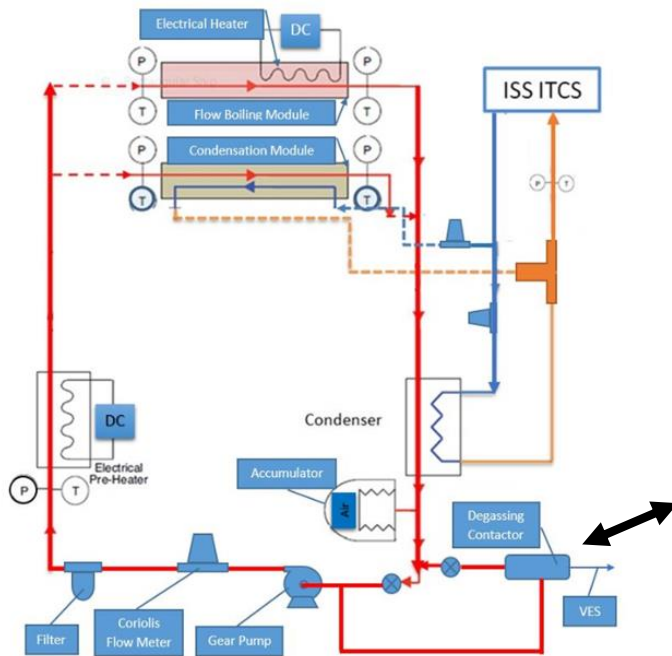 Electrical Heater
DC
P
P
ISS ITCS
T
Flow Boiling Module
T
P
Condensation Module
P
P
T
T
T
DC
Condenser
Electrical
Pre-Heater
P
T
Accumulator
Air
Degassing
Contactor
Filter
Coriolis
Flow Meter
Gear Pump
VES